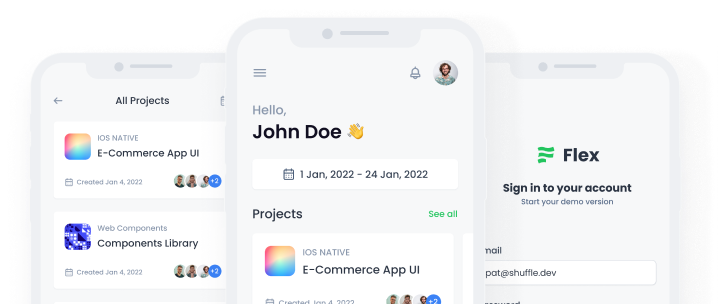 All Projects
IOS NATIVE
E-Commerce App UI
Created Jan 4, 2022
+2
Web Components
Components Library
Created Jan 4, 2022
+2
Hello,
John Doe 👋
1 Jan, 2022 - 24 Jan, 2022
Projects
See all
IOS NATIVE
E-Commerce App UI
Created Jan 4, 2022
+2
Flex
Sign in to your account
Start your demo version
mail
pat@shuffle.dev